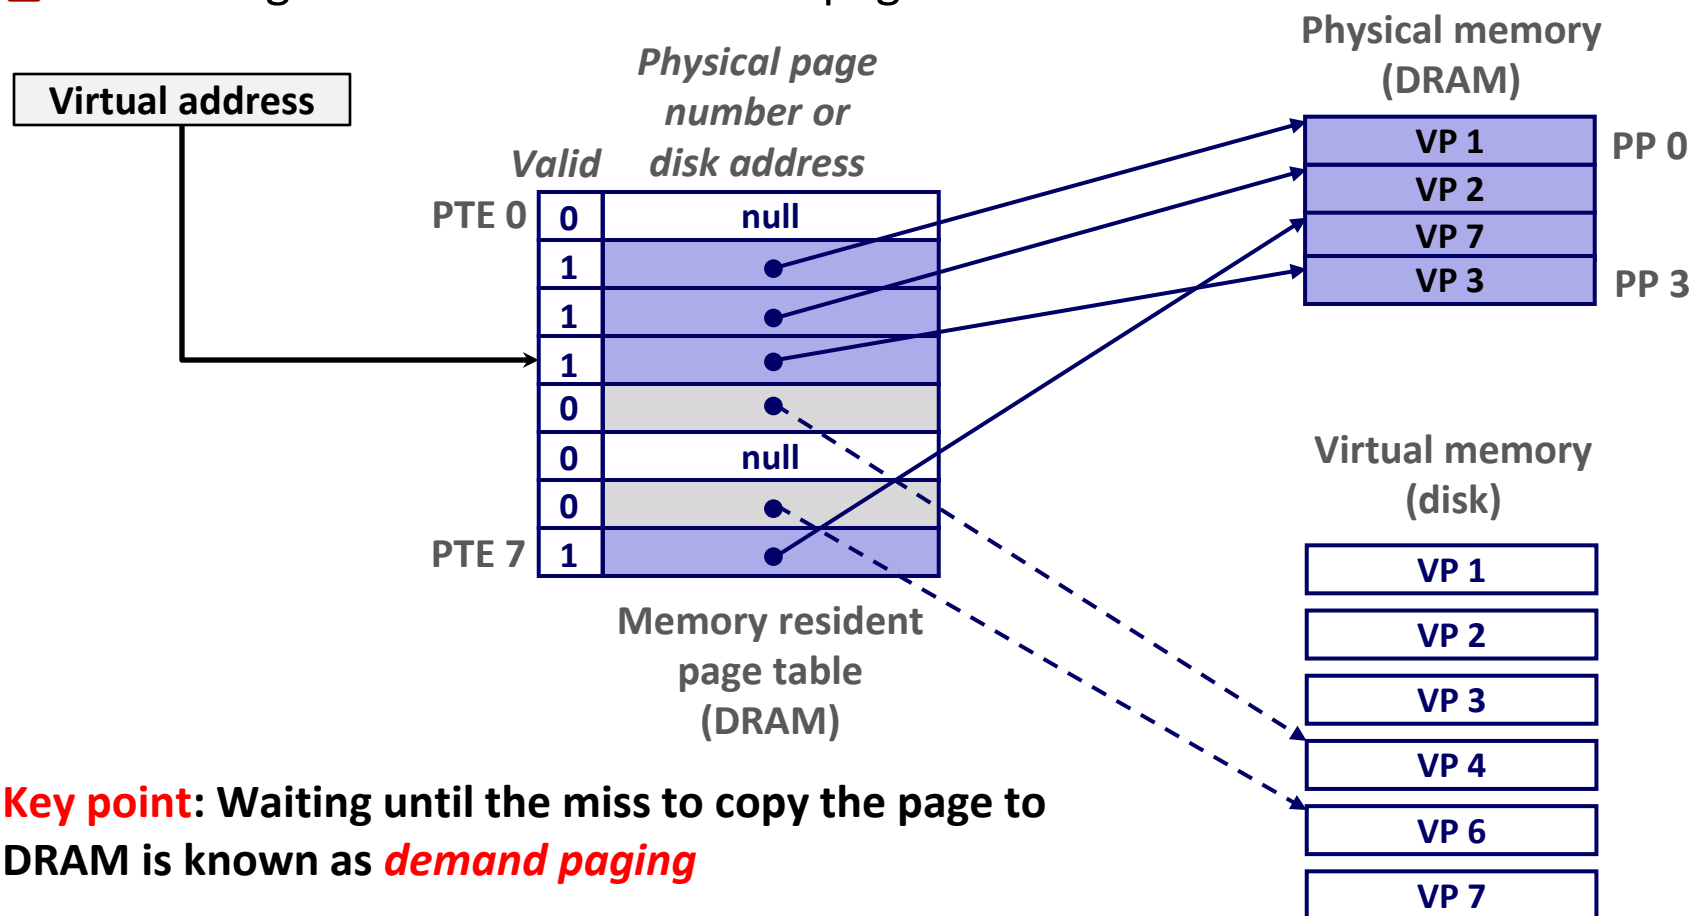 Physical memory
(DRAM)
Virtual address
Physical page
number or
disk address
Valid
PTE 0
0
null
1
1
1
0
0
null
0
PTE 7
1
VP 1
PP 0
VP 2
VP 7
VP 3
PP 3
Memory resident
page table
(DRAM)
Virtual memory
(disk)
VP 1
VP 2
VP 3
VP 4
VP 6
VP 7
Key point: Waiting until the miss to copy the page to
DRAM is known as demand paging